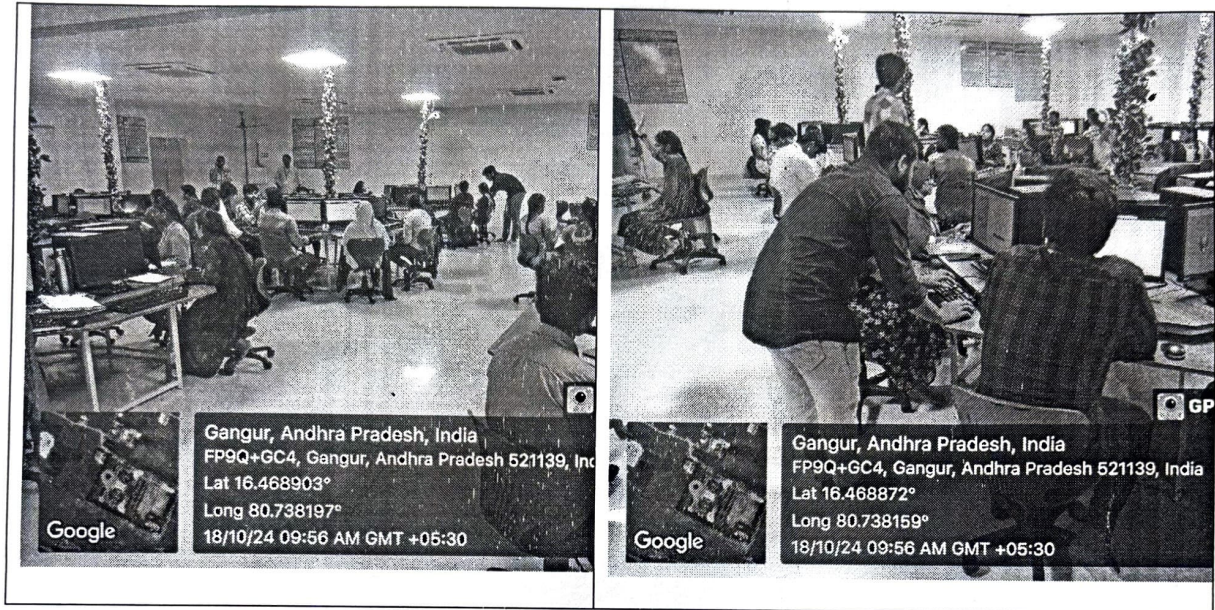 Gangur, Andhra Pradesh, India
FP9Q+GC4, Gangur, Andhra Pradesh 521139, Ind
Lat 16.468903°
Long 80.738197°
18/10/24 09:56 AM GMT +05:30
Google
GP
Gangur, Andhra Pradesh, India
FP9Q+GC4, Gangur, Andhra Pradesh 521139, India
Lat 16.468872°
Long 80.738159°
18/10/24 09:56 AM GMT +05:30
Google